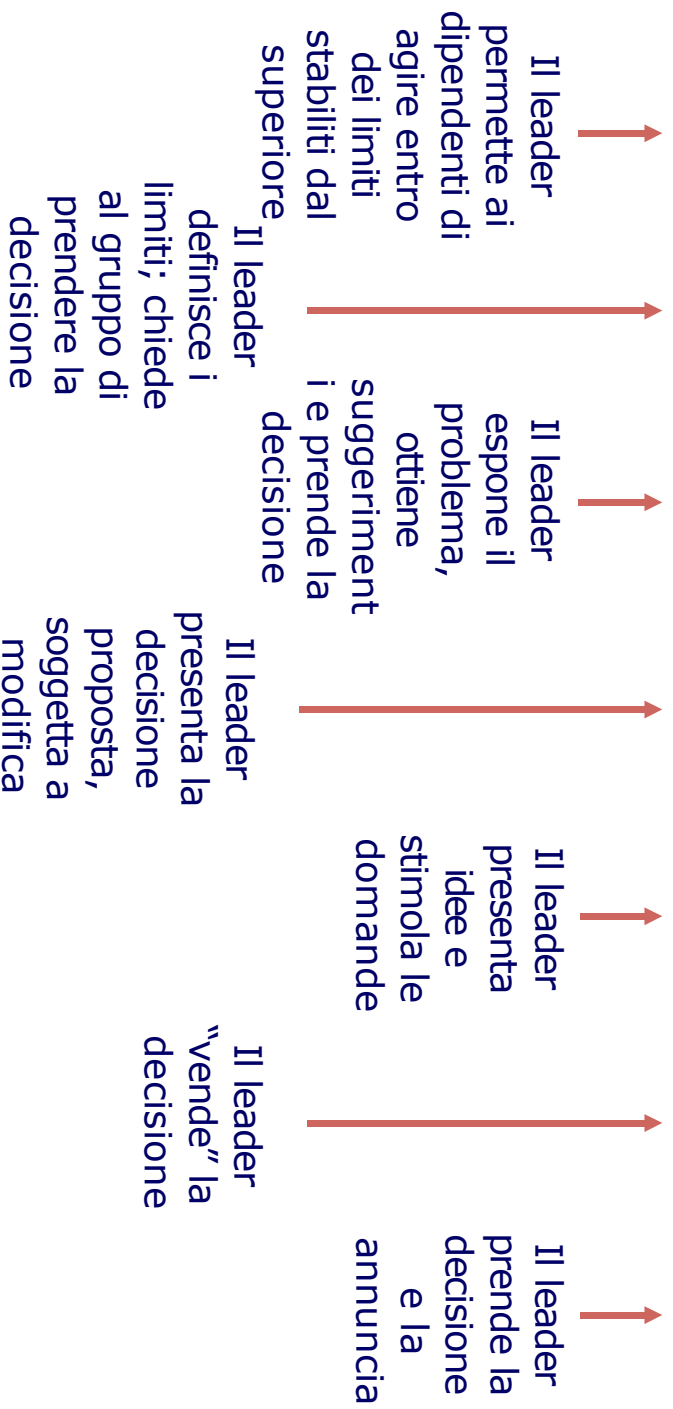 Il leader
permette ai
dipendenti di
agire entro
dei limiti
stabiliti dal
superiore
Il leader
definisce i
limiti; chiede
al gruppo di
prendere la
decisione
Il leader
espone il
problema,
ottiene
suggeriment
i e prende la
decisione
Il leader
presenta la
decisione
proposta,
soggetta a
modifica
Il leader
presenta
idee e
stimola le
domande
Il leader
“vende” la
decisione
Il leader
prende la
decisione
e la
annuncia